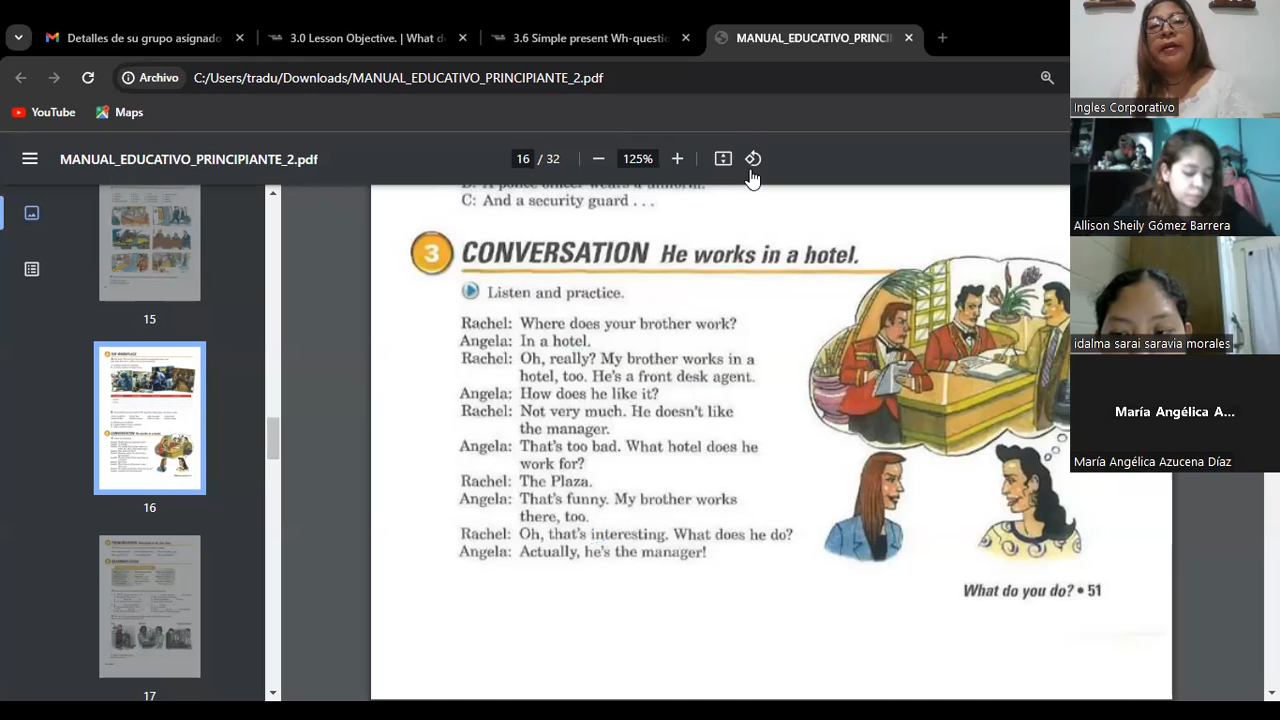 Detalles de su grupo asignado
3.0 Lesson Objective. | What d
3.6 Simple present Wh-questi
MANUAL_EDUCATIVO_PRINCI
Archivo
C:/Users/tradu/Downloads/MANUAL_EDUCATIVO_PRINCIPIANTE_2.pdf
YouTube
Maps
MANUAL_EDUCATIVO_PRINCIPIANTE_2.pdf
16 / 32
125%
15
16
17
C: And a security guard . . .
3 CONVERSATION He works in a hotel.
Listen and practice.
Rachel: Where does your brother work?
Angela: In a hotel.
Rachel: Oh, really? My brother works in a
hotel, too. He's a front desk agent.
Angela: How does he like it?
Rachel: Not very much. He doesn't like
the manager.
Angela: That's too bad. What hotel does he
work for?
Rachel: The Plaza.
Angela: That's funny. My brother works
there, too.
Rachel: Oh, that's interesting. What does he do?
Angela: Actually, he's the manager!
What do you do? • 51
Ingles Corporativo
Allison Sheily Gómez Barrera
idalma sarai saravia morales
María Angélica A...
María Angélica Azucena Díaz